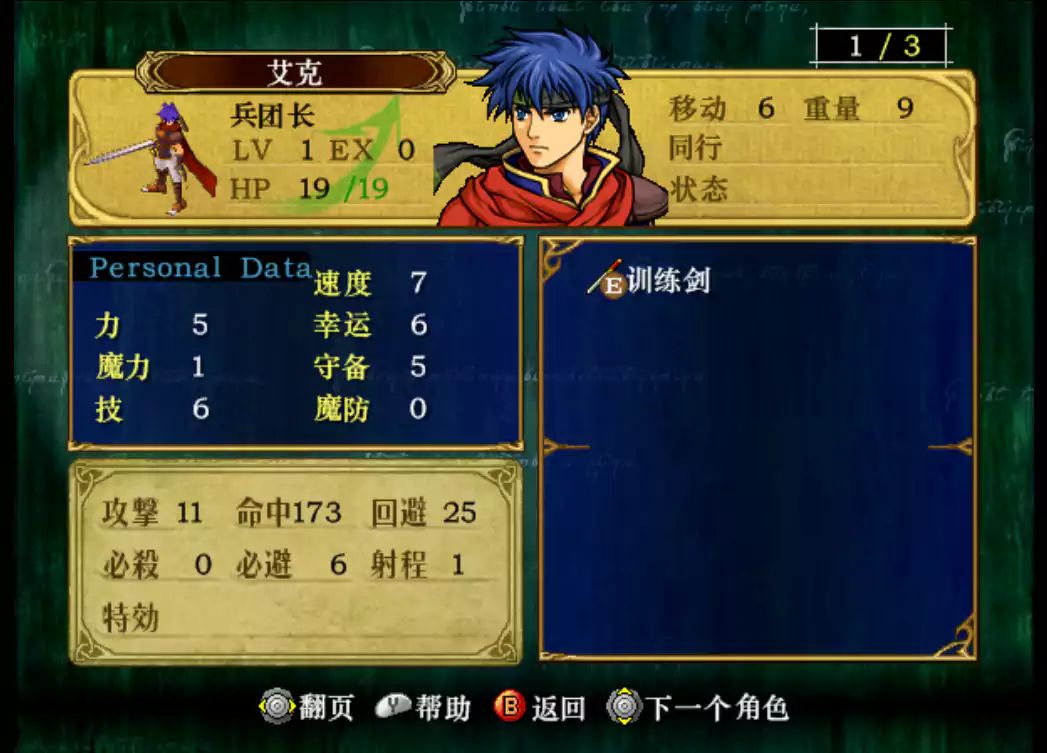 1 / 3
艾克
兵团长
LV 1 EX 0
HP 19 /19
移动 6 重量 9
同行
状态
Personal Data
速度 7
力 5 幸运 6
魔力 1 守备 5
技 6 魔防 0
E 训练剑
攻撃 11 命中173 回避 25
必殺 0 必避 6 射程 1
特効
翻页 Y 帮助 B 返回 下一个角色